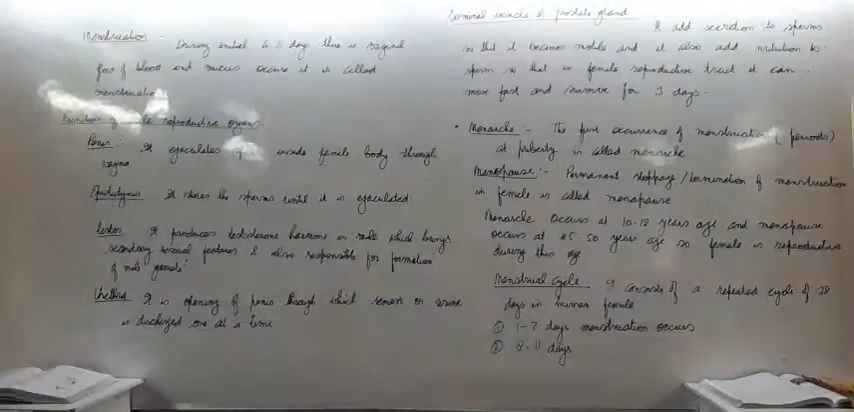 Menstruation - During initial 4-5 days there is vaginal
flow of blood and mucus occurs it is called
menstruation
Function of male reproductive organs.
Penis:- It ejaculates inside female body through
vagina
Epididymis It stores the sperms until it is ejaculated.
Testes It produces testosterone hormone in male which brings
secondary sexual features & also responsible for formation
of male gamete
Urethra It is opening of penis through which semen or urine
is discharged one at a time
Seminal vesicle & prostate gland It add secretion to sperms
so that it becomes motile and it also add nutrition to
sperm so that in female reproductive tract it can
move fast and survive for 3 days.
• Menarche:- The first occurrence of menstruation (periods)
at puberty is called menarche
Menopause:- Permanent stoppage/termination of menstruation
in female is called menopause
Menarche occurs at 10-12 years age and menopause
occurs at 45-50 years age so female is reproductive
during this age
Menstrual Cycle It consists of a repeated cycle of 28
days in human female
① 1-7 days menstruation occurs
② 8-11 days